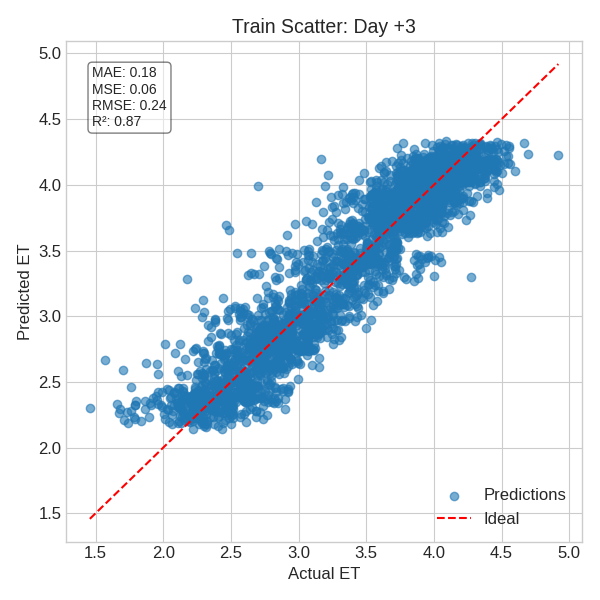 Train Scatter: Day +3
MAE: 0.18
MSE: 0.06
RMSE: 0.24
R²: 0.87
5.0
4.5
4.0
3.5
3.0
2.5
2.0
1.5
Predicted ET
Predictions
Ideal
1.5 2.0 2.5 3.0 3.5 4.0 4.5 5.0
Actual ET